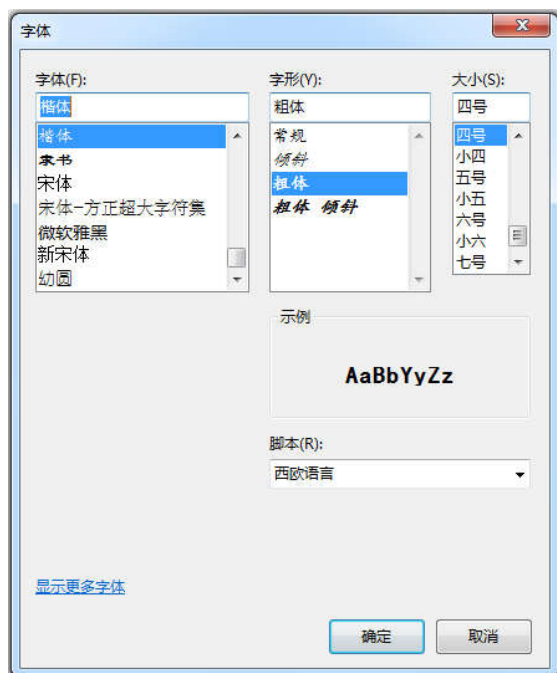 字体
字体(F):
楷体
楷体
隶书
宋体
宋体-方正超大字符集
微软雅黑
新宋体
幼圆
字形(Y):
粗体
常规
倾斜
粗体
粗体 倾斜
大小(S):
四号
四号
小四
五号
小五
六号
小六
七号
示例
AaBbYyZz
脚本(R):
西欧语言
显示更多字体
确定
取消